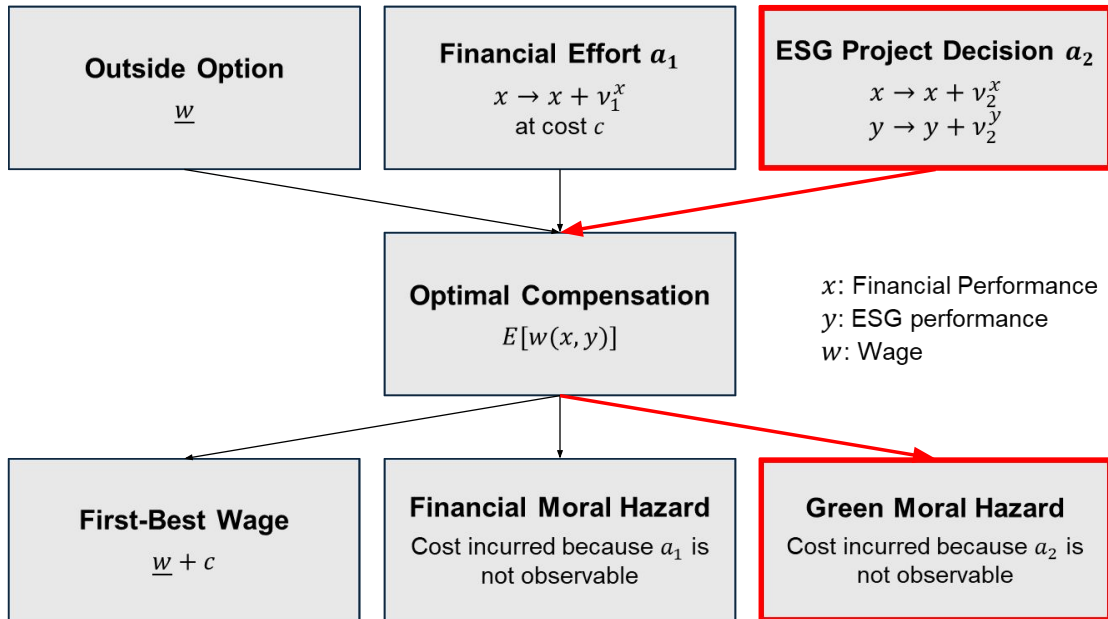 Outside Option
w
Financial Effort a₁
x → x + ν₁ˣ
at cost c
ESG Project Decision a₂
x → x + ν₂ˣ
y → y + ν₂ʸ
Optimal Compensation
E[w(x, y)]
x: Financial Performance
y: ESG performance
w: Wage
First-Best Wage
w + c
Financial Moral Hazard
Cost incurred because a₁ is
not observable
Green Moral Hazard
Cost incurred because a₂ is
not observable